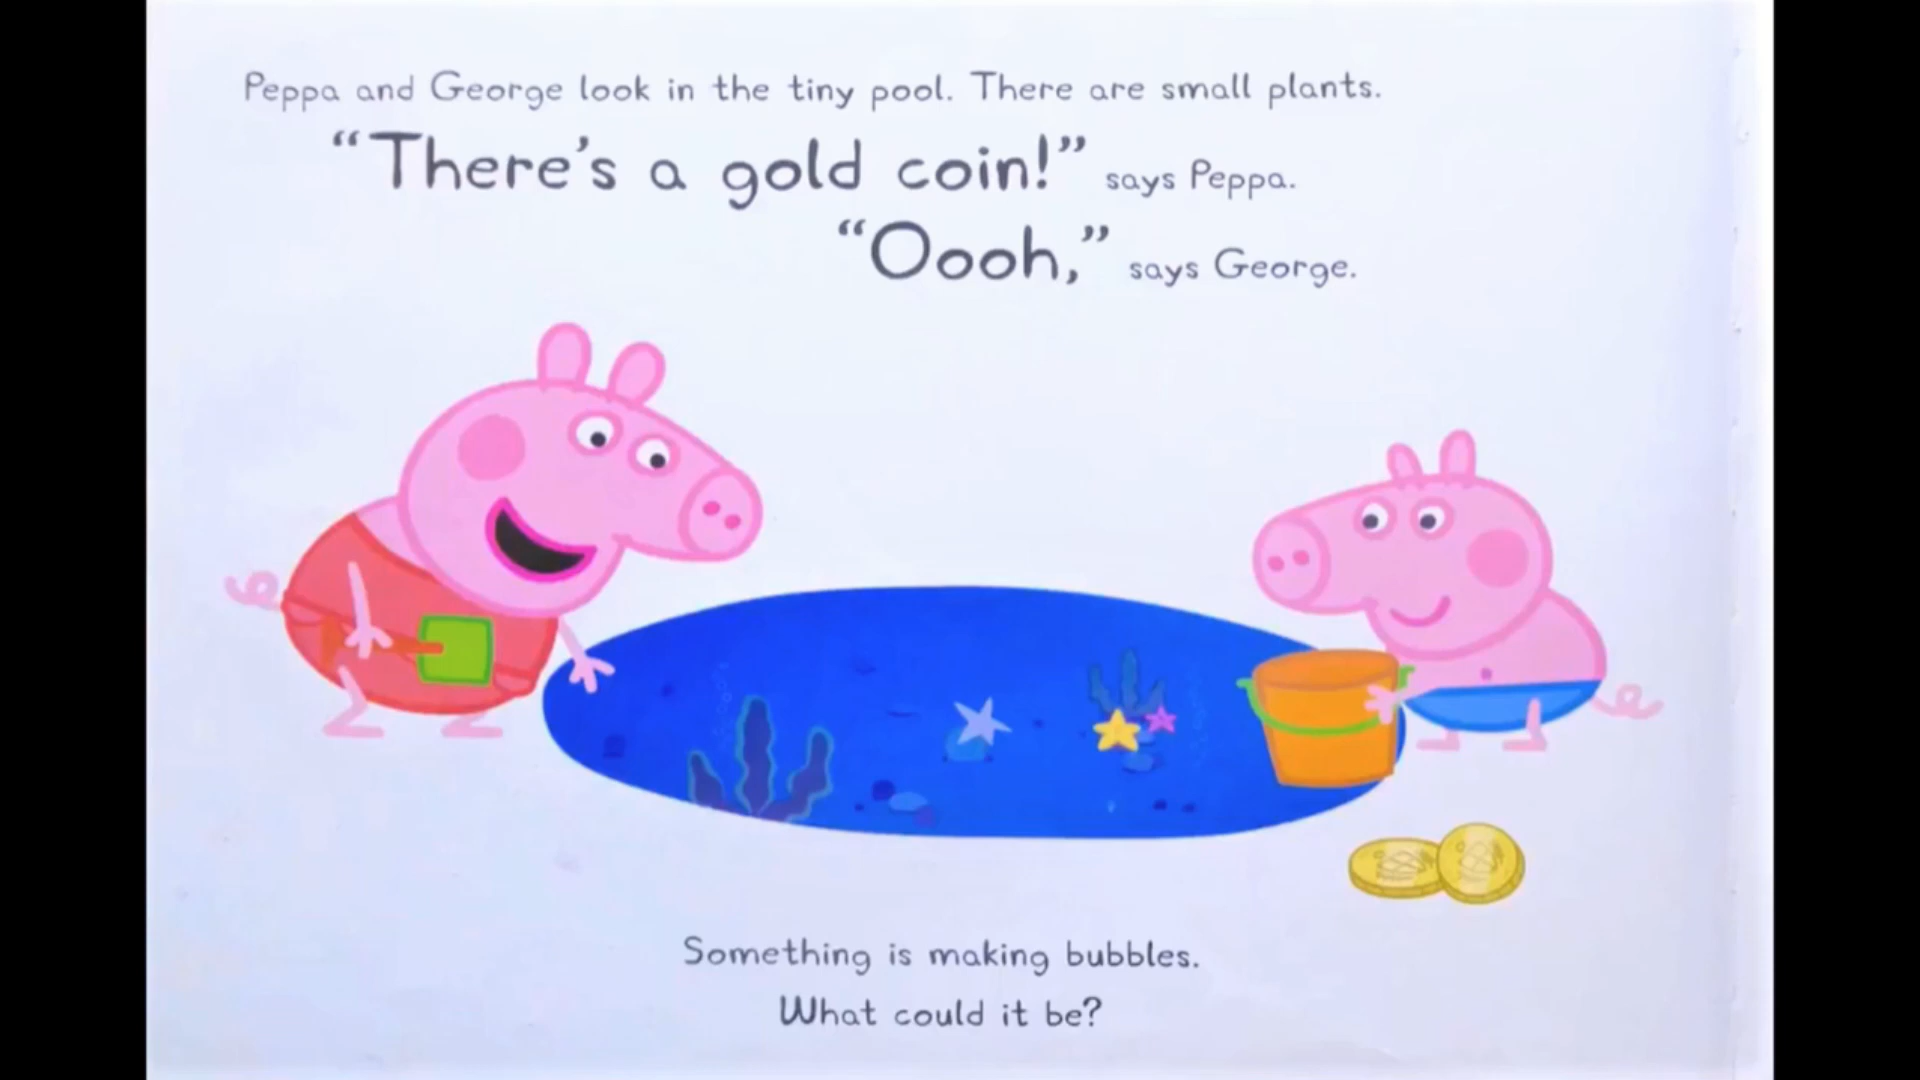 Peppa and George look in the tiny pool. There are small plants.
“There’s a gold coin!” says Peppa.
“Oooh,” says George.
Something is making bubbles.
What could it be?